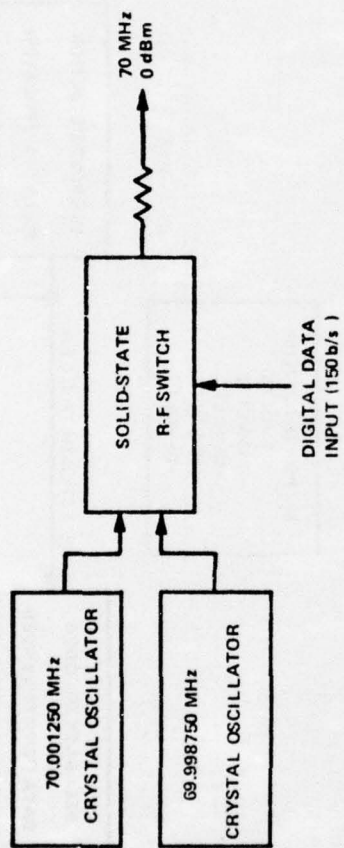 70.001250 MHz
CRYSTAL OSCILLATOR
69.998750 MHz
CRYSTAL OSCILLATOR
SOLID-STATE
R-F SWITCH
DIGITAL DATA
INPUT (150 b/s)
70 MHz
0 dBm